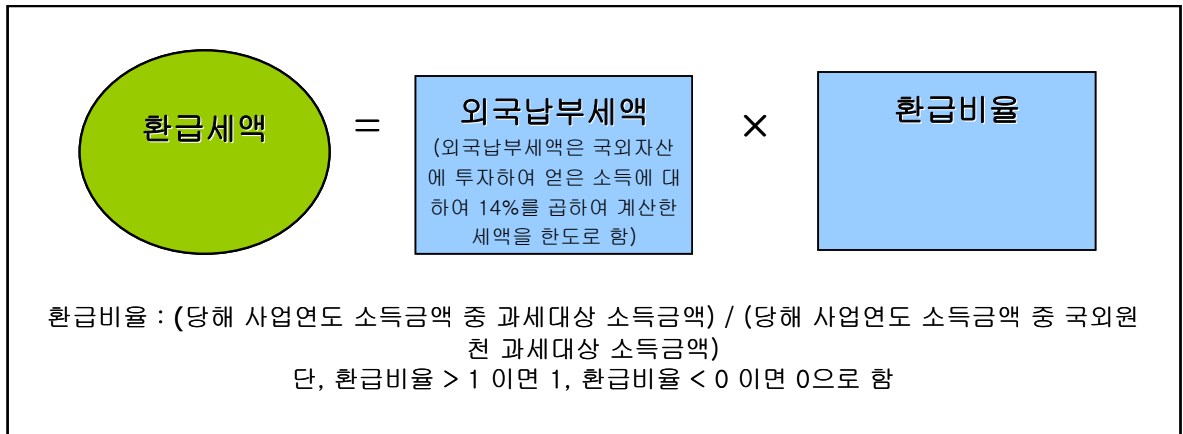 환급세액
=
외국납부세액
(외국납부세액은 국외자산
에 투자하여 얻은 소득에 대
하여 14%를 곱하여 계산한
세액을 한도로 함)
×
환급비율
환급비율 : (당해 사업연도 소득금액 중 과세대상 소득금액) / (당해 사업연도 소득금액 중 국외원
천 과세대상 소득금액)
단, 환급비율 > 1 이면 1, 환급비율 < 0 이면 0으로 함